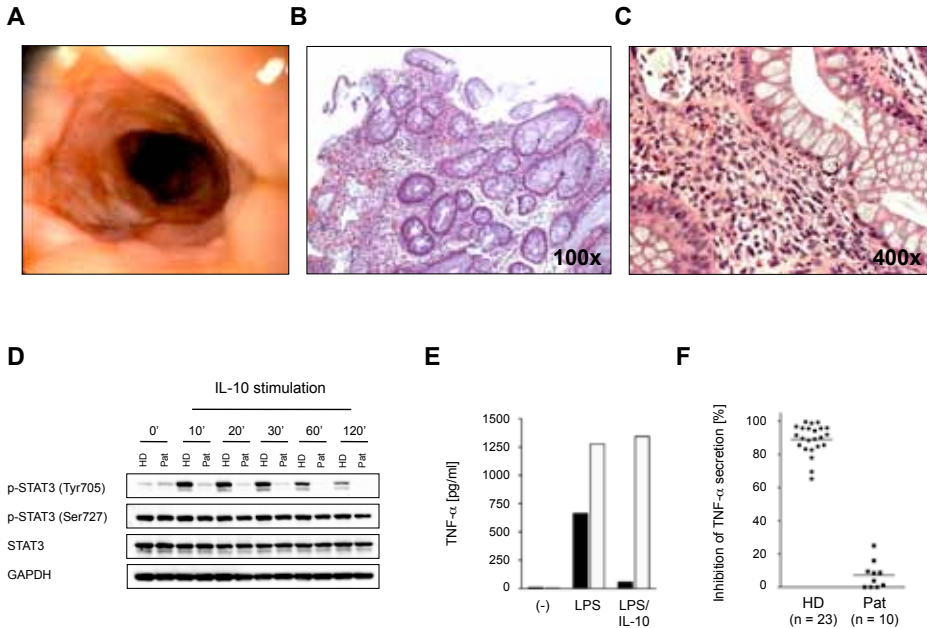 A
B
C
100x
400x
D
IL-10 stimulation
0' 10' 20' 30' 60' 120'
HD Pat HD Pat HD Pat HD Pat HD Pat HD Pat
p-STAT3 (Tyr705)
p-STAT3 (Ser727)
STAT3
GAPDH
E
TNF-α [pg/ml]
1500
1250
1000
750
500
250
0
(-) LPS LPS/
IL-10
F
Inhibition of TNF-α secretion [%]
100
80
60
40
20
0
HD Pat
(n = 23) (n = 10)